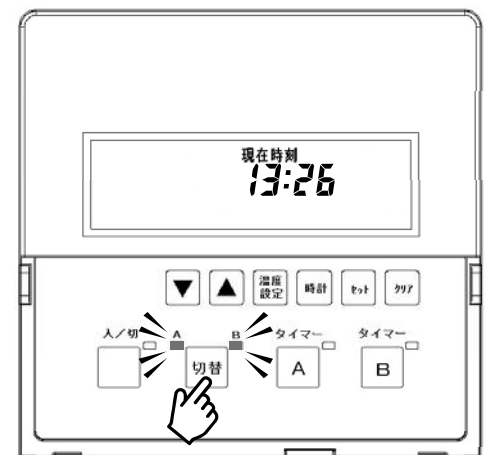 現在時刻
13:26
▼ ▲ 温度設定 時計 セット クリア
入/切 A B タイマー タイマー
切替 A B